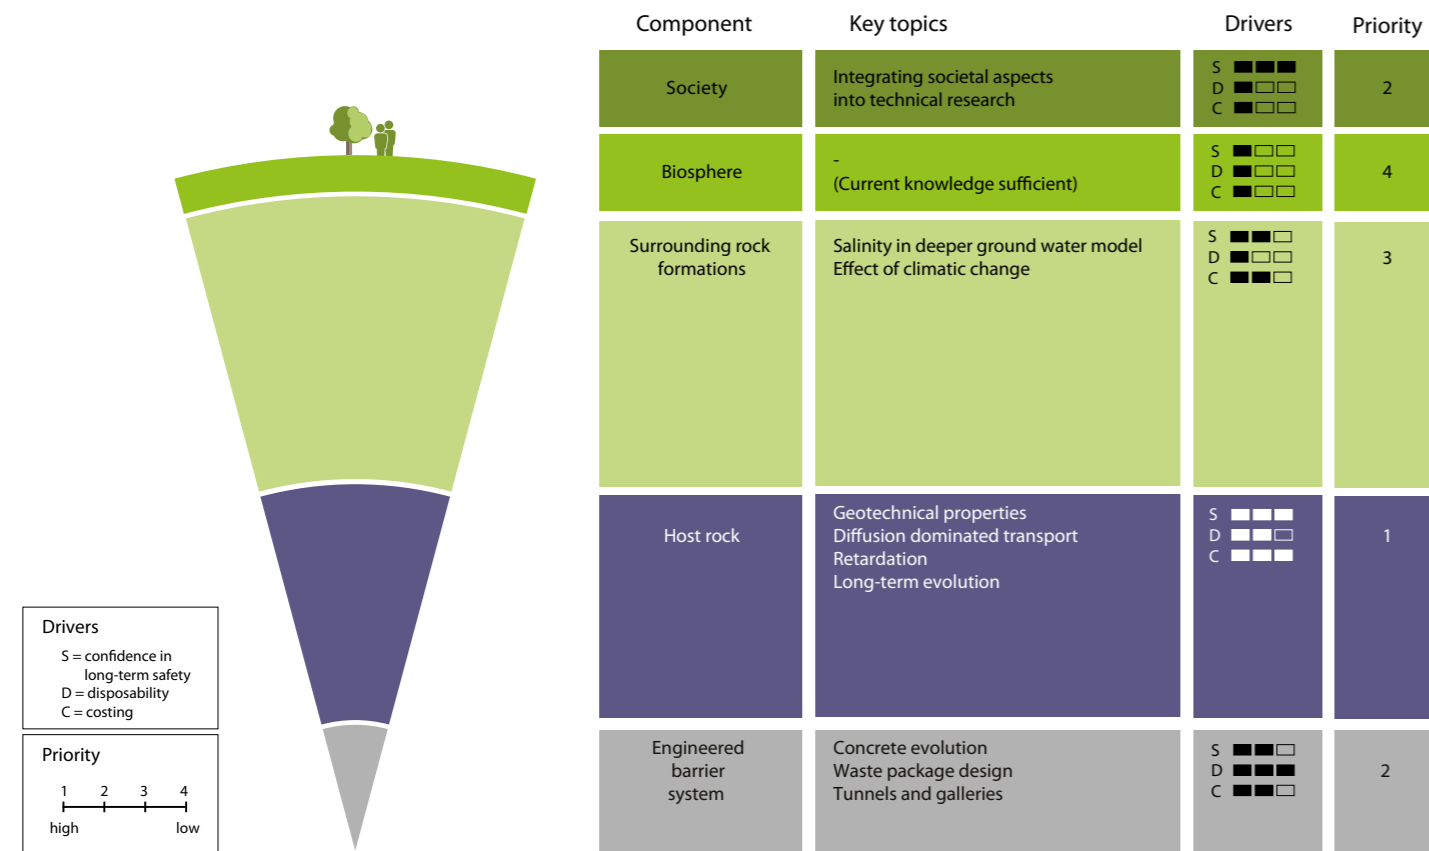 Component Key topics Drivers Priority
Society
Integrating societal aspects
into technical research
S
D
C
2
Biosphere
-
(Current knowledge sufficient)
S
D
C
4
Surrounding rock
formations
Salinity in deeper ground water model
Effect of climatic change
S
D
C
3
Host rock
Geotechnical properties
Diffusion dominated transport
Retardation
Long-term evolution
S
D
C
1
Engineered
barrier
system
Concrete evolution
Waste package design
Tunnels and galleries
S
D
C
2
Drivers
S = confidence in
long-term safety
D = disposability
C = costing
Priority
1 2 3 4
high low